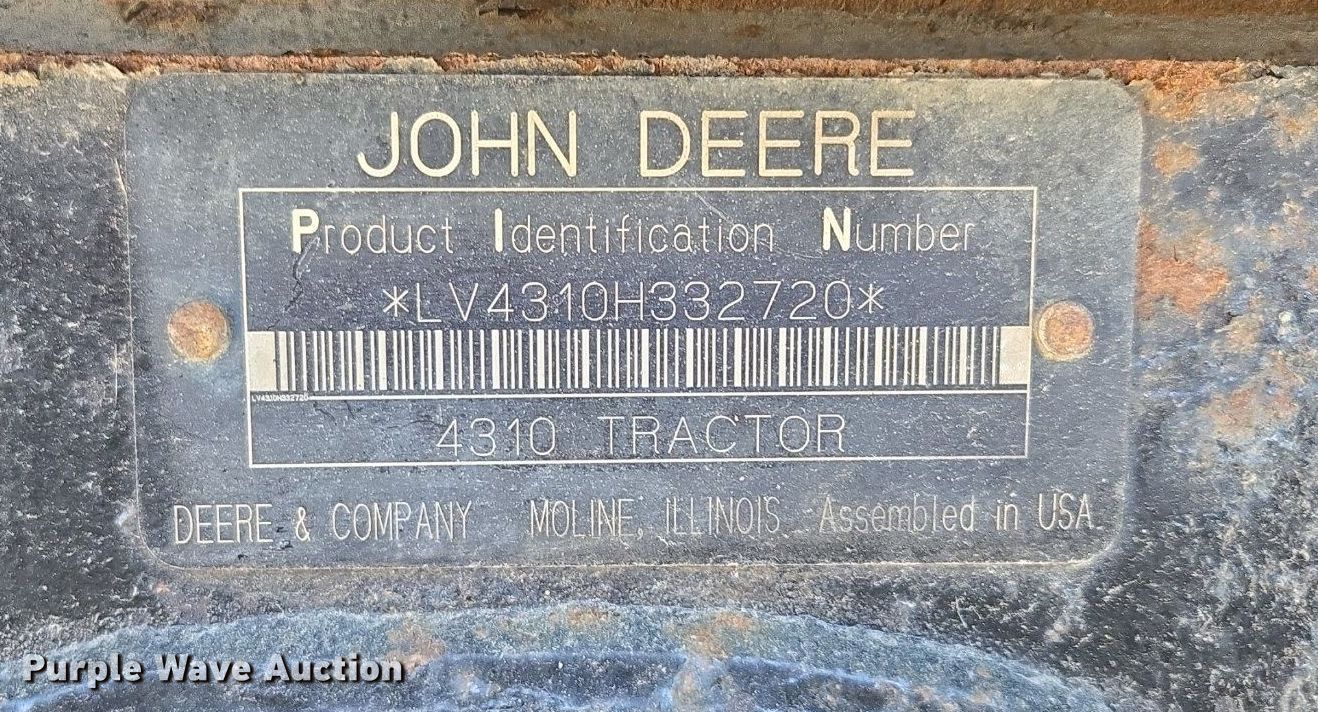 JOHN DEERE
Product Identification Number
*LV4310H332720*
LV4310H332720
4310 TRACTOR
DEERE & COMPANY MOLINE, ILLINOIS Assembled in USA
Purple Wave Auction